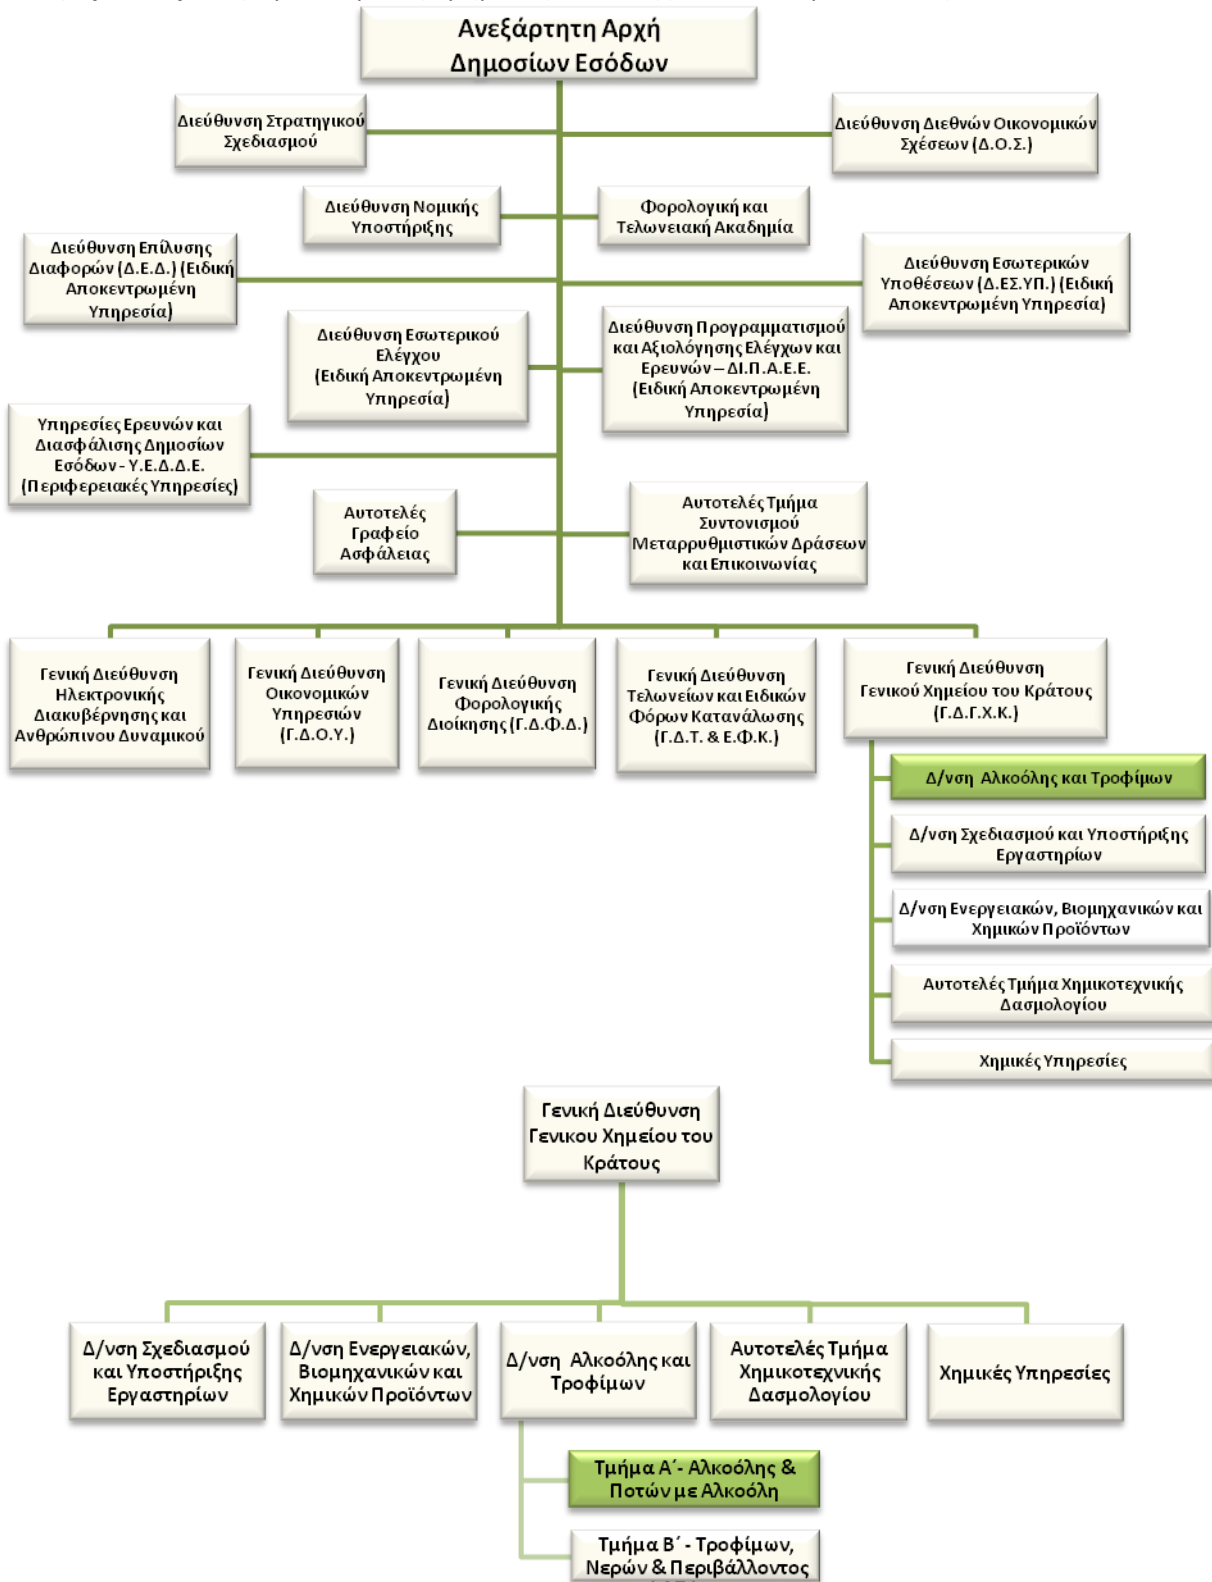 Ανεξάρτητη Αρχή
Δημοσίων Εσόδων
Διεύθυνση Στρατηγικού
Σχεδιασμού
Διεύθυνση Διεθνών Οικονομικών
Σχέσεων (Δ.Ο.Σ.)
Διεύθυνση Νομικής
Υποστήριξης
Φορολογική και
Τελωνειακή Ακαδημία
Διεύθυνση Επίλυσης
Διαφορών (Δ.Ε.Δ.) (Ειδική
Αποκεντρωμένη
Υπηρεσία)
Διεύθυνση Εσωτερικών
Υποθέσεων (Δ.ΕΣ.ΥΠ.) (Ειδική
Αποκεντρωμένη Υπηρεσία)
Διεύθυνση Εσωτερικού
Ελέγχου
(Ειδική Αποκεντρωμένη
Υπηρεσία)
Διεύθυνση Προγραμματισμού
και Αξιολόγησης Ελέγχων και
Ερευνών – ΔΙ.Π.Α.Ε.Ε.
(Ειδική Αποκεντρωμένη
Υπηρεσία)
Υπηρεσίες Ερευνών και
Διασφάλισης Δημοσίων
Εσόδων - Υ.Ε.Δ.Δ.Ε.
(Περιφερειακές Υπηρεσίες)
Αυτοτελές
Γραφείο
Ασφάλειας
Αυτοτελές Τμήμα
Συντονισμού
Μεταρρυθμιστικών Δράσεων
και Επικοινωνίας
Γενική Διεύθυνση
Ηλεκτρονικής
Διακυβέρνησης και
Ανθρώπινου Δυναμικού
Γενική Διεύθυνση
Οικονομικών
Υπηρεσιών
(Γ.Δ.Ο.Υ.)
Γενική Διεύθυνση
Φορολογικής
Διοίκησης (Γ.Δ.Φ.Δ.)
Γενική Διεύθυνση
Τελωνείων και Ειδικών
Φόρων Κατανάλωσης
(Γ.Δ.Τ. & Ε.Φ.Κ.)
Γενική Διεύθυνση
Γενικού Χημείου του Κράτους
(Γ.Δ.Γ.Χ.Κ.)
Δ/νση Αλκοόλης και Τροφίμων
Δ/νση Σχεδιασμού και Υποστήριξης
Εργαστηρίων
Δ/νση Ενεργειακών, Βιομηχανικών και
Χημικών Προϊόντων
Αυτοτελές Τμήμα Χημικοτεχνικής
Δασμολογίου
Χημικές Υπηρεσίες
Γενική Διεύθυνση
Γενικου Χημείου του
Κράτους
Δ/νση Σχεδιασμού
και Υποστήριξης
Εργαστηρίων
Δ/νση Ενεργειακών,
Βιομηχανικών και
Χημικών Προϊόντων
Δ/νση Αλκοόλης και
Τροφίμων
Αυτοτελές Τμήμα
Χημικοτεχνικής
Δασμολογίου
Χημικές Υπηρεσίες
Τμήμα Α΄- Αλκοόλης &
Ποτών με Αλκοόλη
Τμήμα Β΄ - Τροφίμων,
Νερών & Περιβάλλοντος